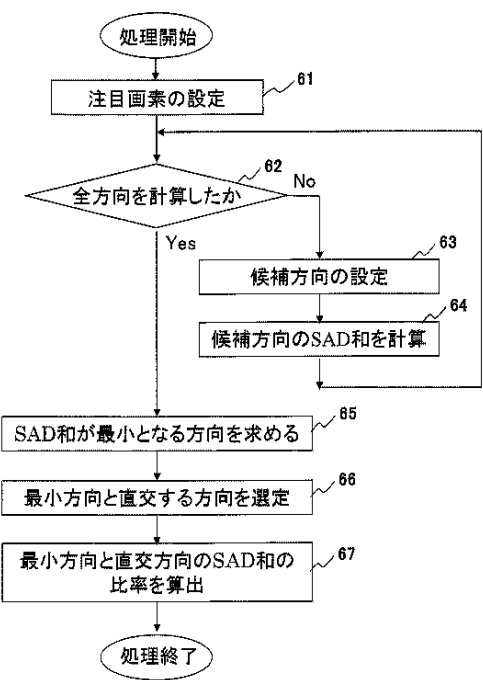 処理開始
61
注目画素の設定
62
全方向を計算したか
No
Yes
63
候補方向の設定
64
候補方向のSAD和を計算
65
SAD和が最小となる方向を求める
66
最小方向と直交する方向を選定
67
最小方向と直交方向のSAD和の
比率を算出
処理終了